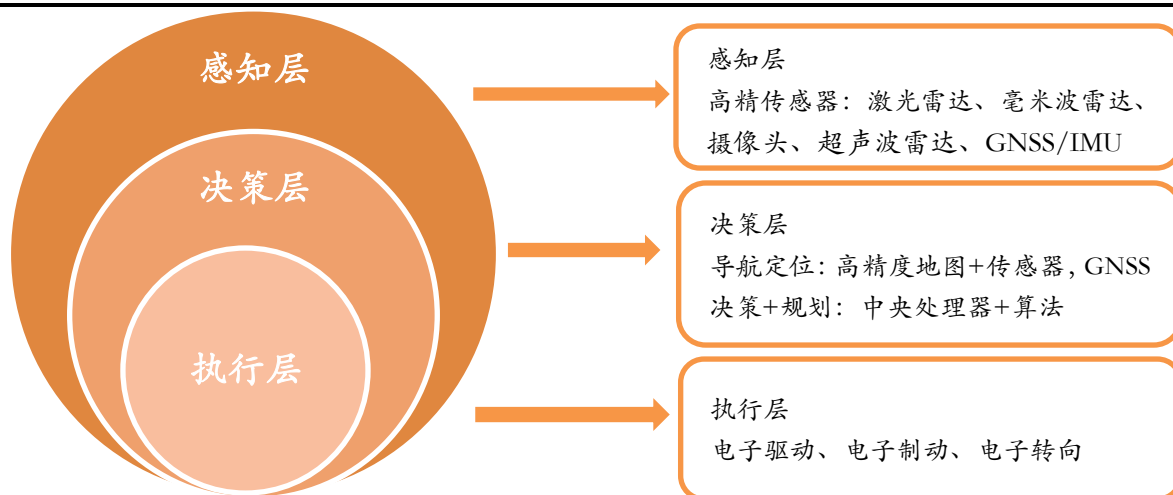 感知层
决策层
执行层
感知层
高精传感器：激光雷达、毫米波雷达、
摄像头、超声波雷达、GNSS/IMU
决策层
导航定位：高精度地图+传感器，GNSS
决策+规划：中央处理器+算法
执行层
电子驱动、电子制动、电子转向